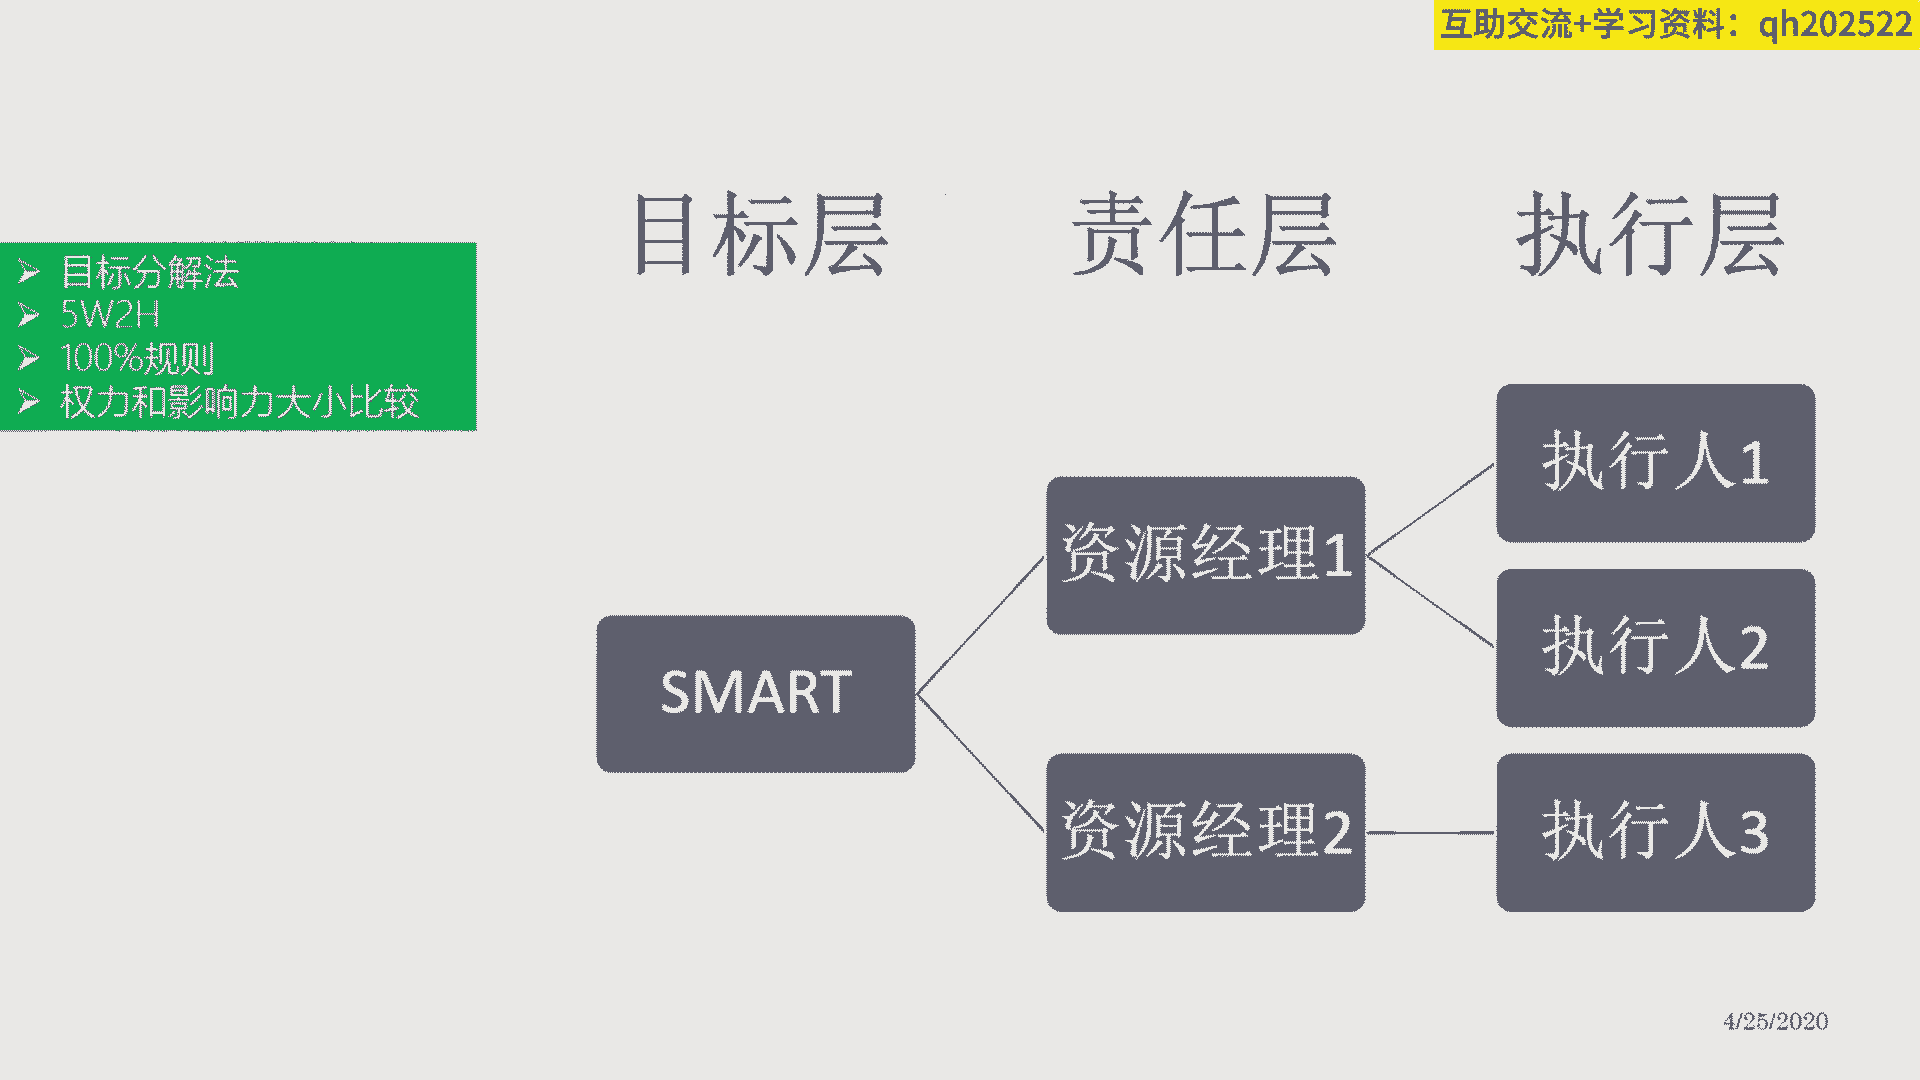 互助交流+学习资料：qh202522
目标层
责任层
执行层
目标分解法
5W2H
100%规则
权力和影响力大小比较
SMART
资源经理1
资源经理2
执行人1
执行人2
执行人3
4/25/2020